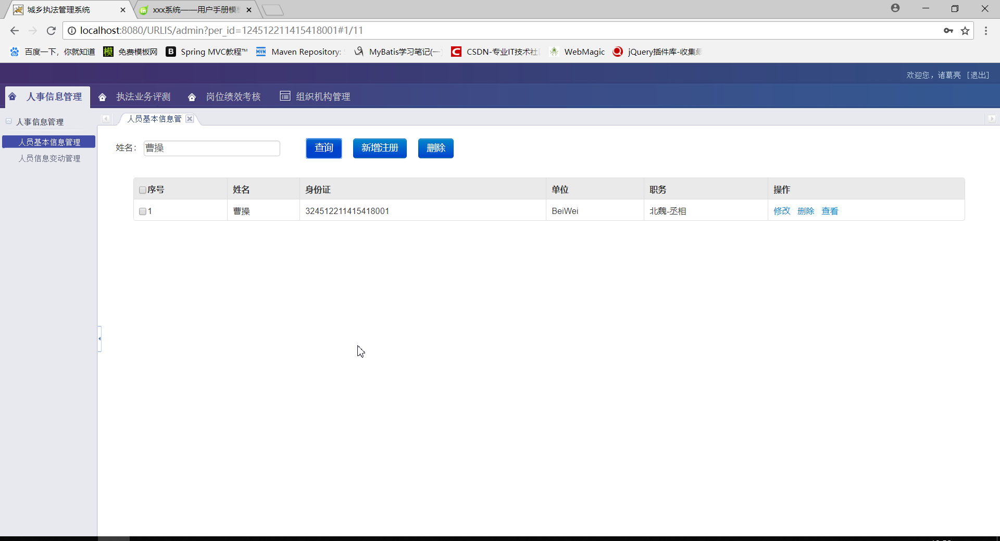 城乡执法管理系统
xxx系统——用户手册模板
localhost:8080/URLIS/admin?per_id=124512211415418001#1/11
百度一下，你就知道 免费模板网 Spring MVC教程™ Maven Repository: MyBatis学习笔记(一 CSDN-专业IT技术社 WebMagic jQuery插件库-收集最
欢迎您，诸葛亮 [退出]
人事信息管理 执法业务评测 岗位绩效考核 组织机构管理
人事信息管理
人员基本信息管理
人员信息变动管理
人员基本信息管
姓名： 曹操 查询 新增注册 删除
序号 姓名 身份证 单位 职务 操作
1 曹操 324512211415418001 BeiWei 北魏-丞相 修改 删除 查看